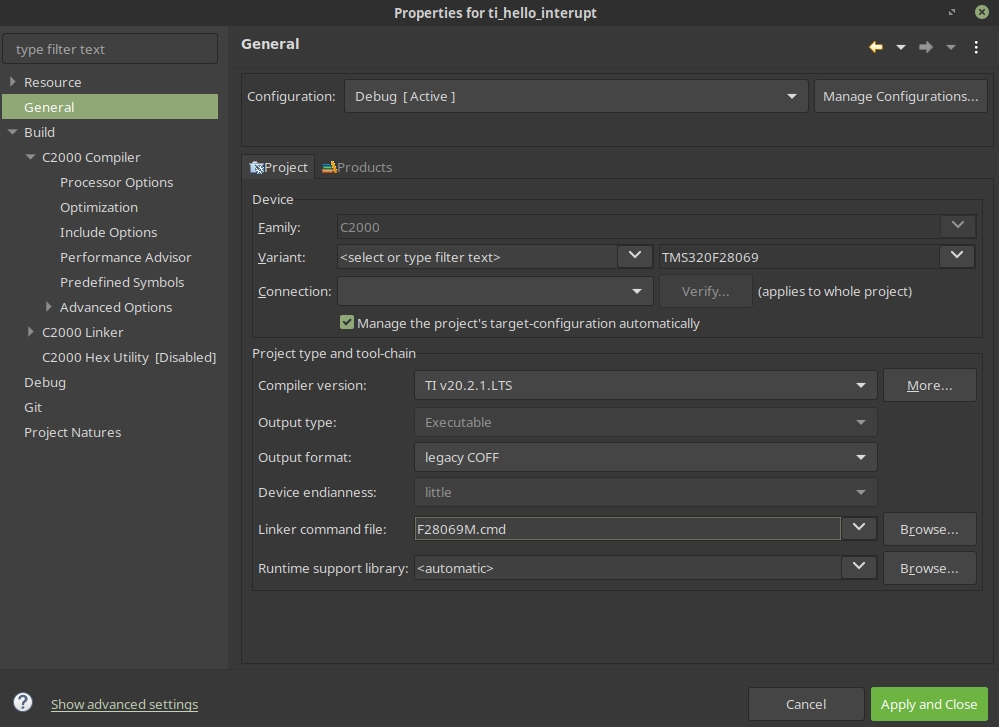 Properties for ti_hello_interupt
type filter text
Resource
General
Build
C2000 Compiler
Processor Options
Optimization
Include Options
Performance Advisor
Predefined Symbols
Advanced Options
C2000 Linker
C2000 Hex Utility [Disabled]
Debug
Git
Project Natures
General
Configuration: Debug [ Active ] Manage Configurations...
Project Products
Device
Family: C2000
Variant: <select or type filter text> TMS320F28069
Connection: Verify... (applies to whole project)
Manage the project's target-configuration automatically
Project type and tool-chain
Compiler version: TI v20.2.1.LTS More...
Output type: Executable
Output format: legacy COFF
Device endianness: little
Linker command file: F28069M.cmd Browse...
Runtime support library: <automatic> Browse...
? Show advanced settings Cancel Apply and Close